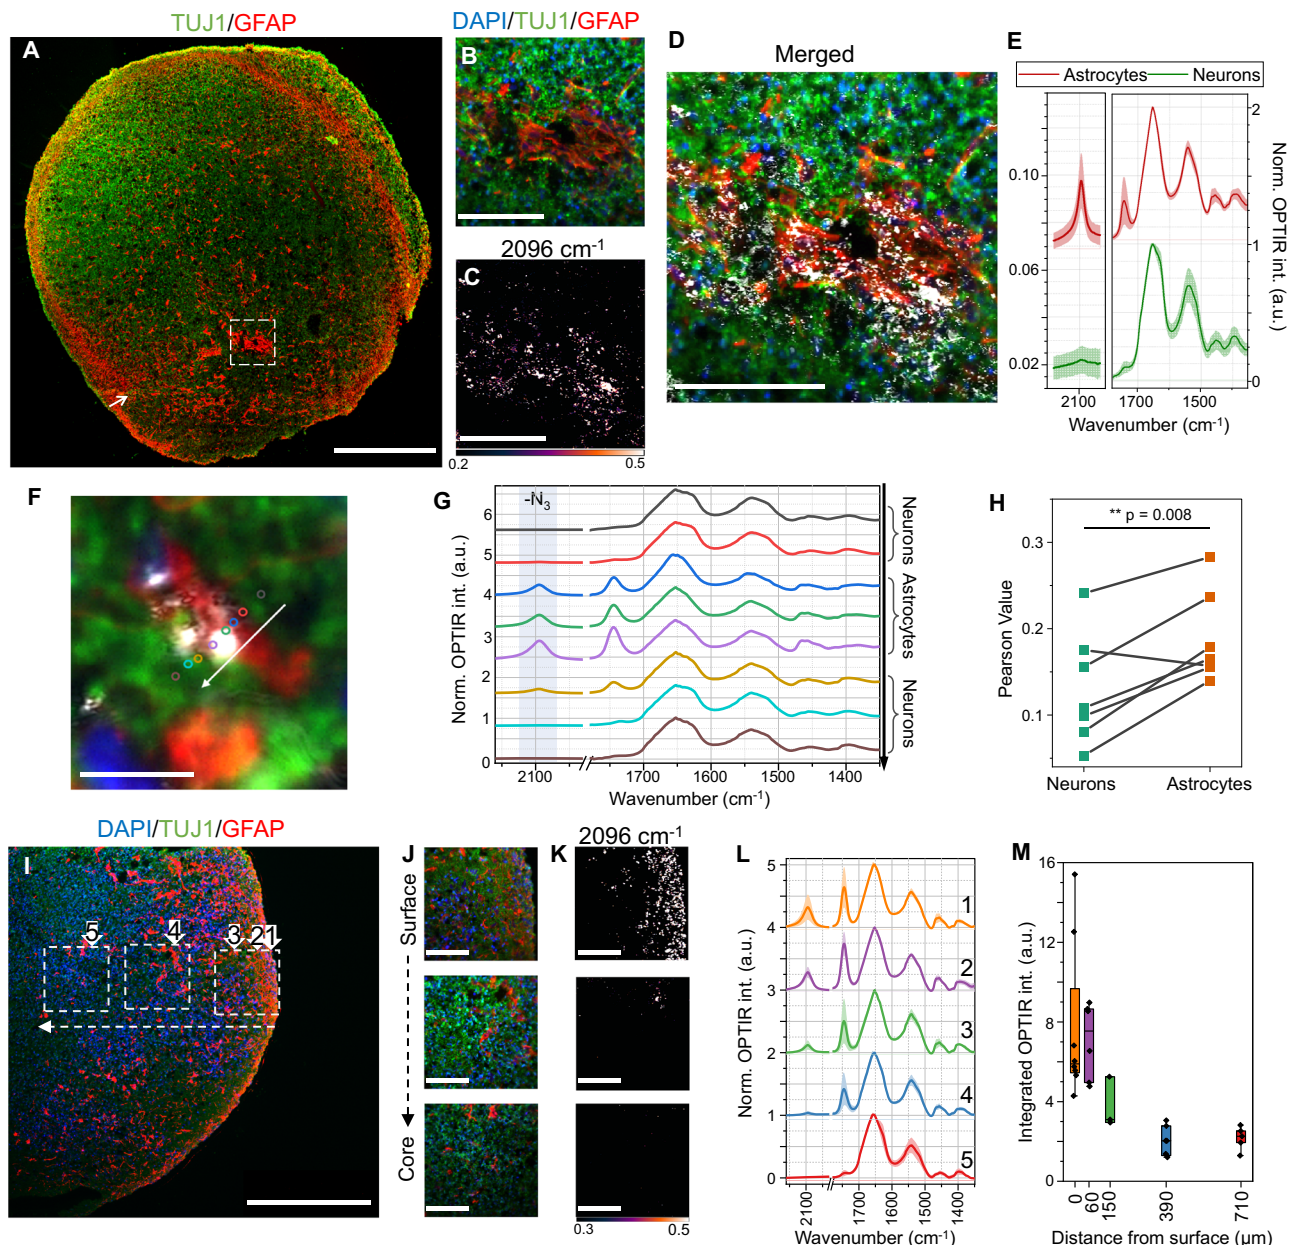 TUJ1/GFAP
A
DAPI/TUJ1/GFAP
B
2096 cm-1
C
0.2 0.5
D
Merged
E
Astrocytes Neurons
0.10
0.06
0.02
2
1
0
Norm. OPTIR int. (a.u.)
2100 1700 1500
Wavenumber (cm-1)
F
G
-N3
6
5
4
3
2
1
0
Norm. OPTIR int. (a.u.)
Neurons
Astrocytes
Neurons
2100 1700 1600 1500 1400
Wavenumber (cm-1)
H
** p = 0.008
0.3
0.2
0.1
Pearson Value
Neurons Astrocytes
DAPI/TUJ1/GFAP
I
5 4 3 2 1
J
Surface
Core
2096 cm-1
K
0.3 0.5
L
5
4
3
2
1
0
Norm. OPTIR int. (a.u.)
1
2
3
4
5
2100 1700 1600 1500 1400
Wavenumber (cm-1)
M
16
12
8
4
0
Integrated OPTIR int. (a.u.)
0 60 150 390 710
Distance from surface (μm)